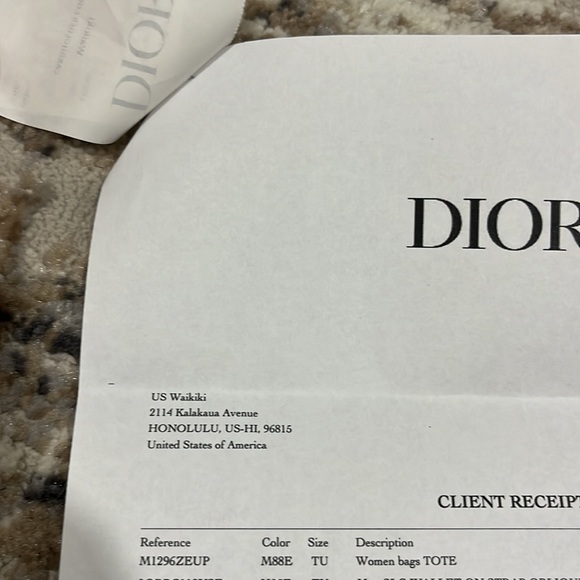 DIOR
DIOR
US Waikiki
2114 Kalakaua Avenue
HONOLULU, US-HI, 96815
United States of America
CLIENT RECEIPT
Reference Color Size Description
M1296ZEUP M88E TU Women bags TOTE